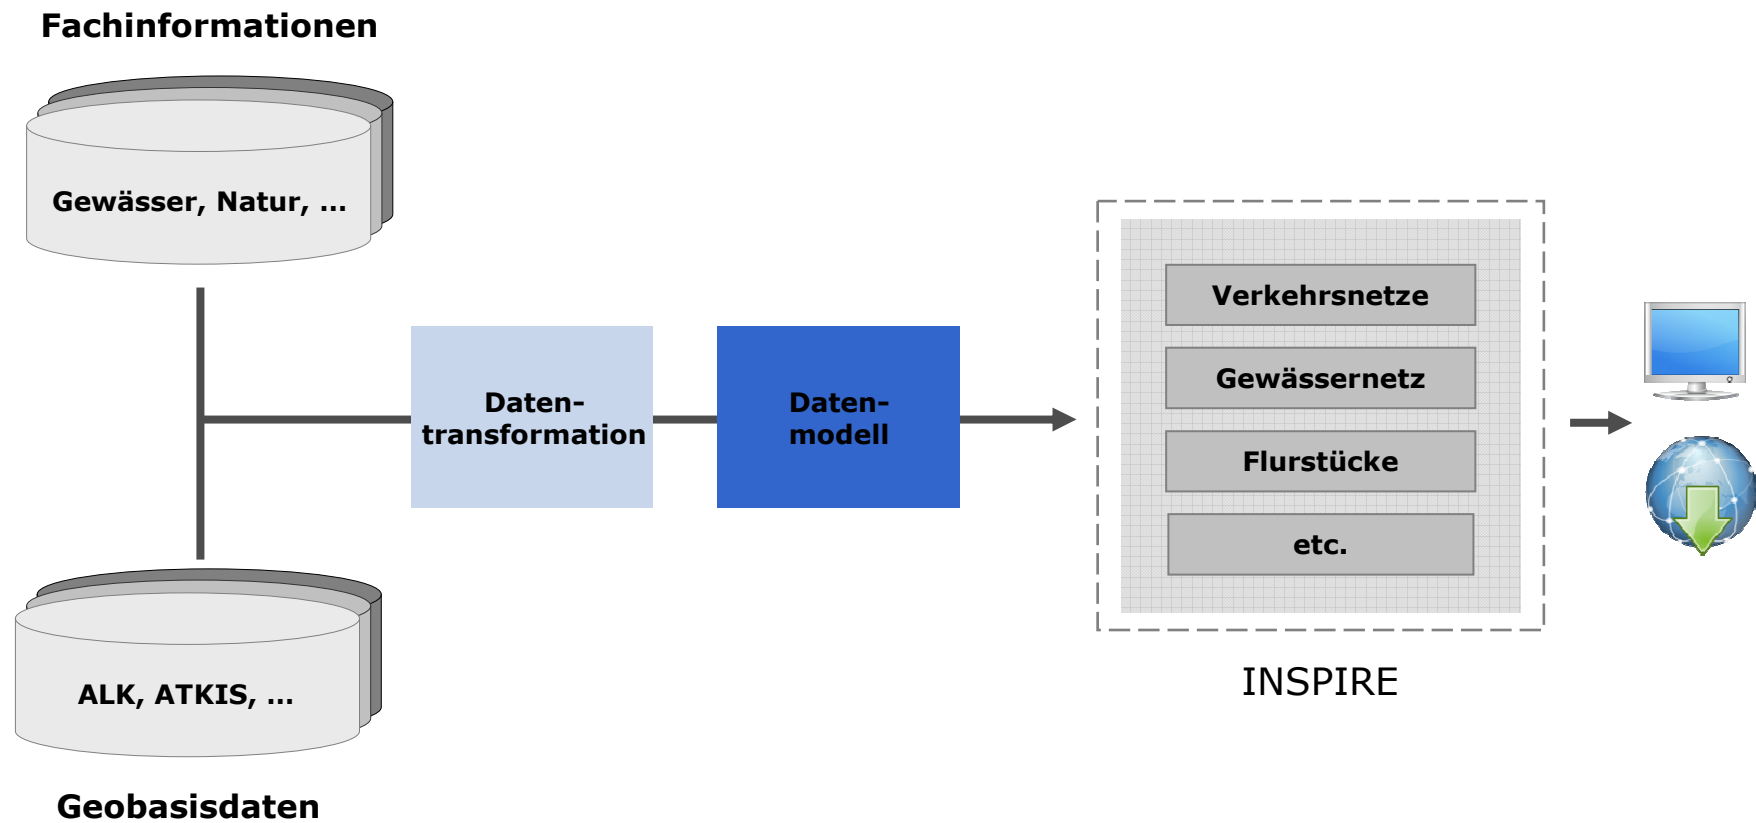 Fachinformationen
Gewässer, Natur, ...
Daten-
transformation
Daten-
modell
Verkehrsnetze
Gewässernetz
Flurstücke
etc.
INSPIRE
ALK, ATKIS, ...
Geobasisdaten